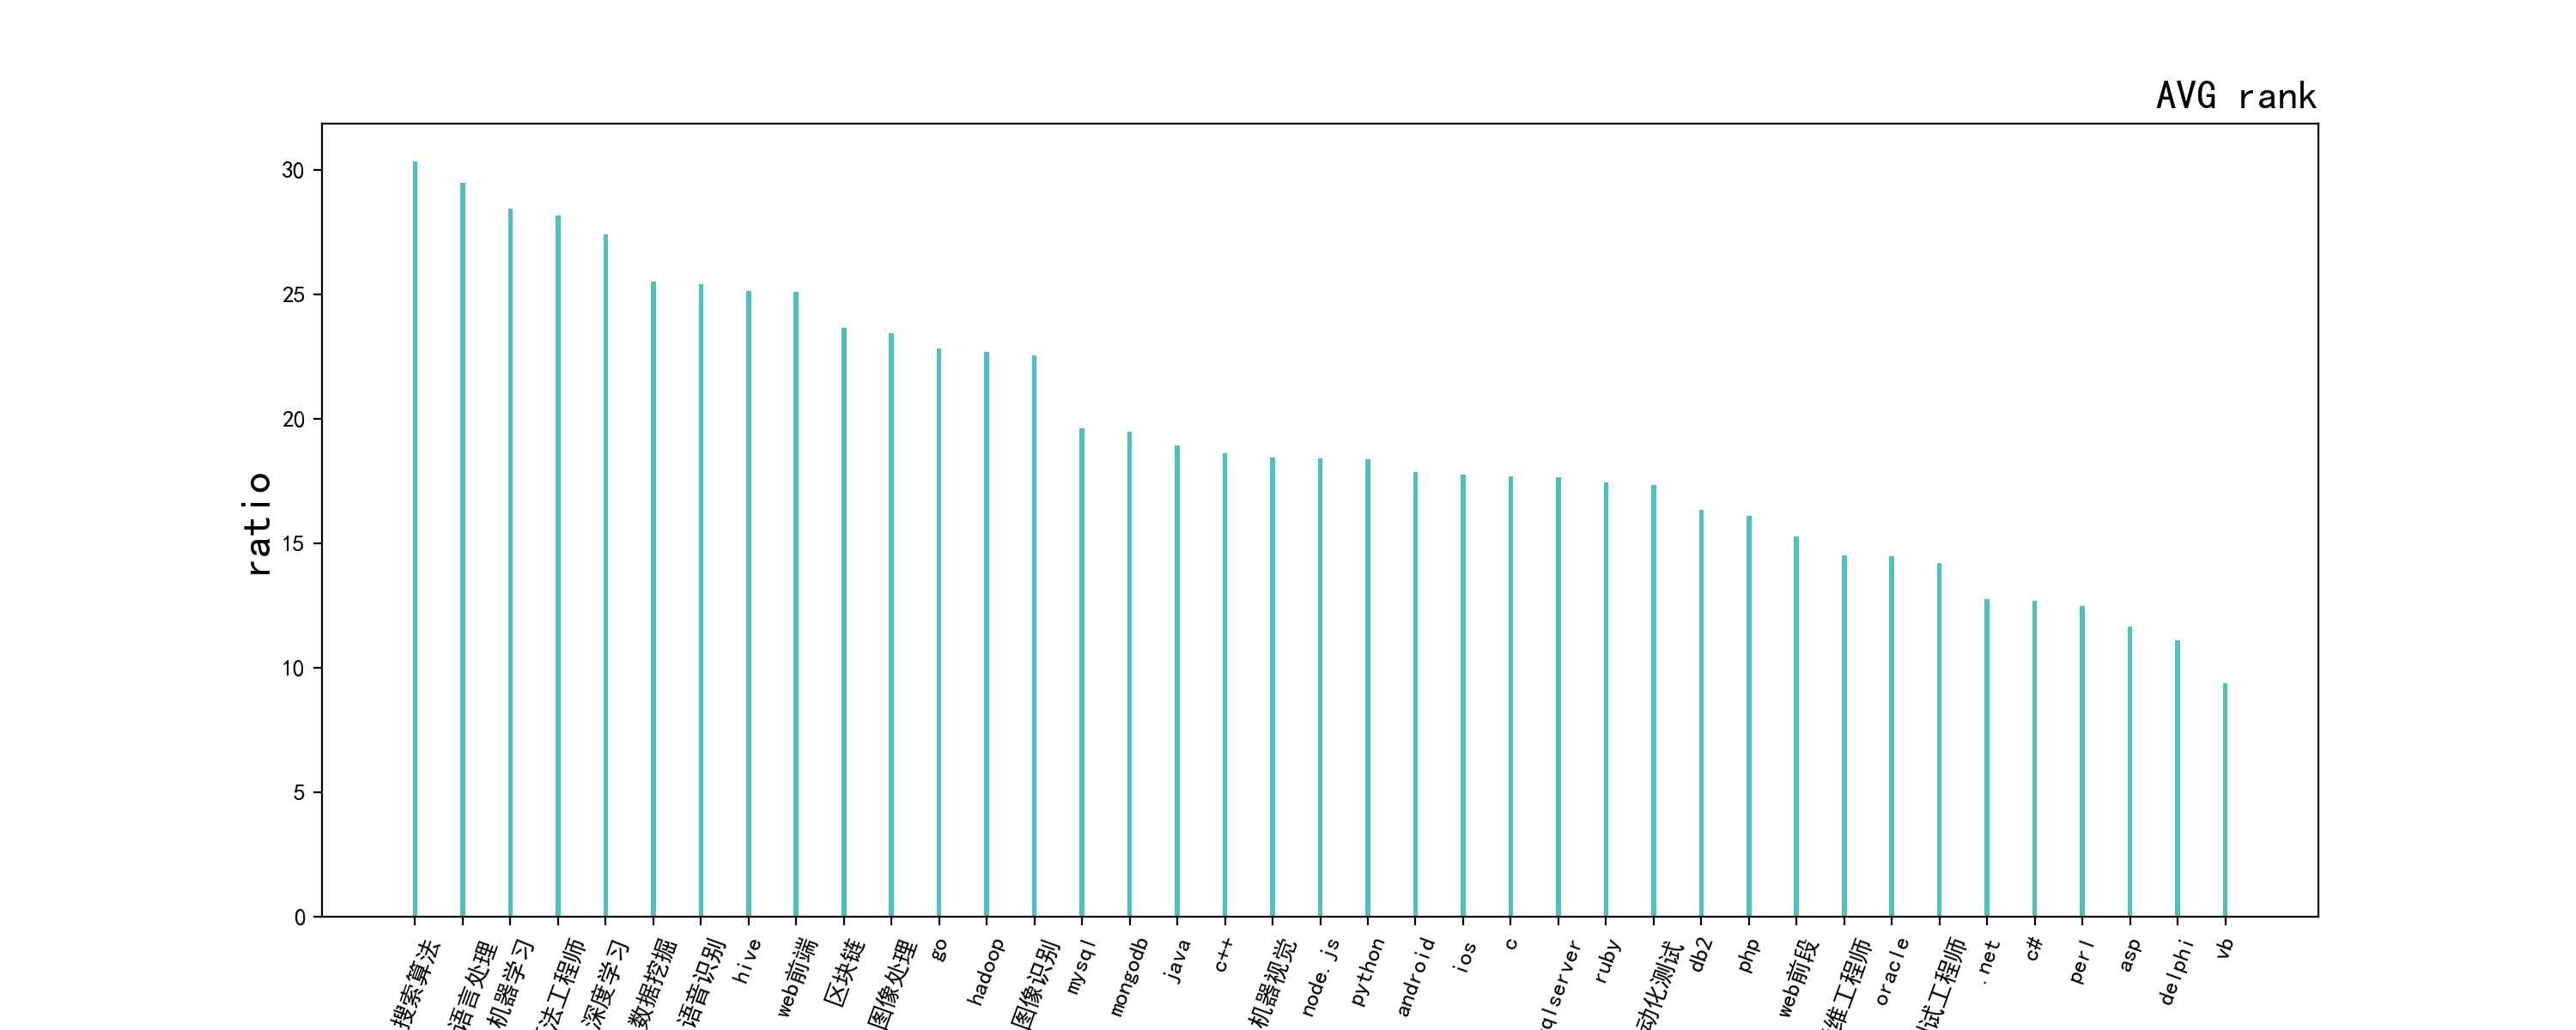 AVG rank
ratio
30
25
20
15
10
5
0
搜索算法
语言处理
机器学习
法工程师
深度学习
数据挖掘
语音识别
hive
web前端
区块链
图像处理
go
hadoop
图像识别
mysql
mongodb
java
c++
机器视觉
node.js
python
android
ios
c
qlserver
ruby
动化测试
db2
php
web前段
维工程师
oracle
试工程师
.net
c#
perl
asp
delphi
vb